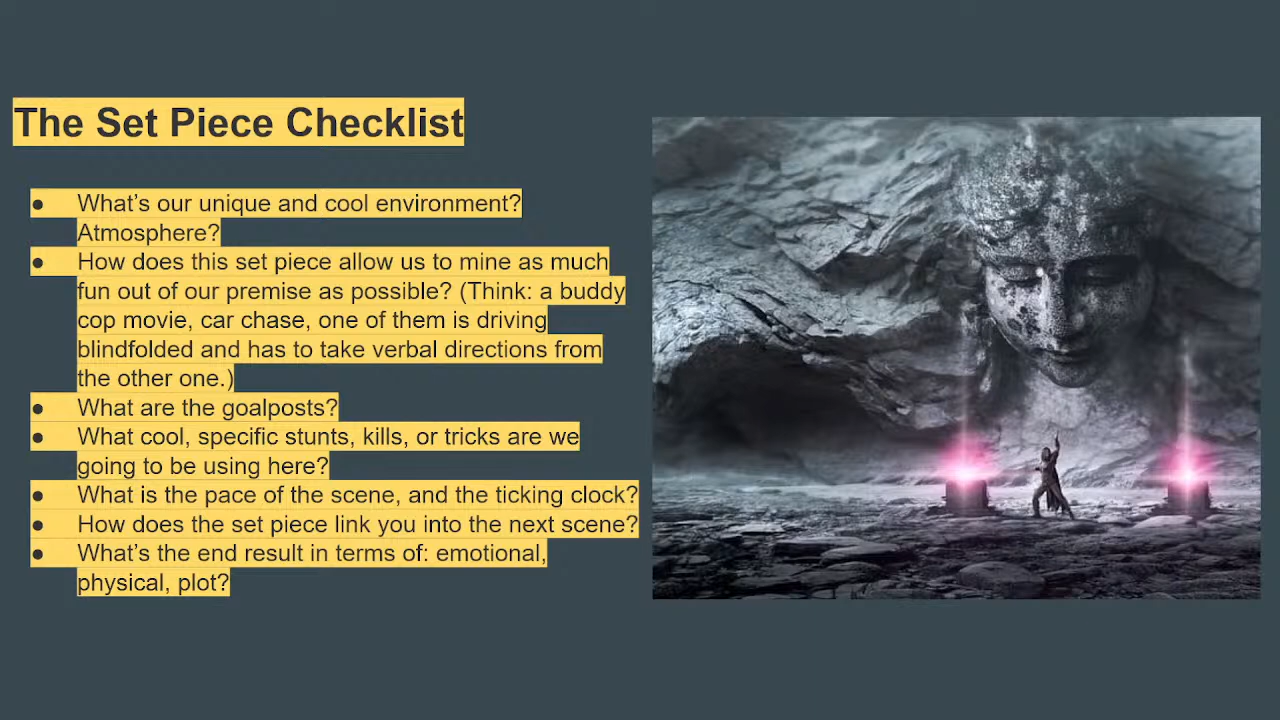 The Set Piece Checklist
● What’s our unique and cool environment?
Atmosphere?
● How does this set piece allow us to mine as much
fun out of our premise as possible? (Think: a buddy
cop movie, car chase, one of them is driving
blindfolded and has to take verbal directions from
the other one.)
● What are the goalposts?
● What cool, specific stunts, kills, or tricks are we
going to be using here?
● What is the pace of the scene, and the ticking clock?
● How does the set piece link you into the next scene?
● What’s the end result in terms of: emotional,
physical, plot?